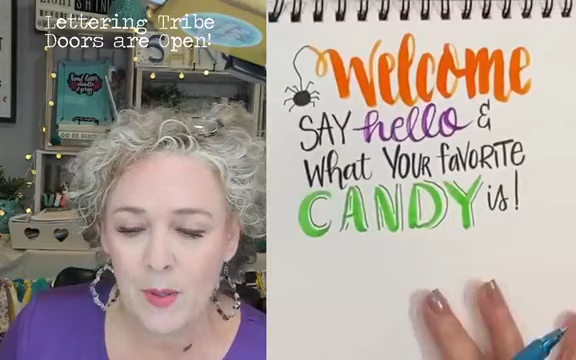 Lettering Tribe
Doors are Open!
Welcome
SAY hello &
What YOUR favoRITE
CANDY is!